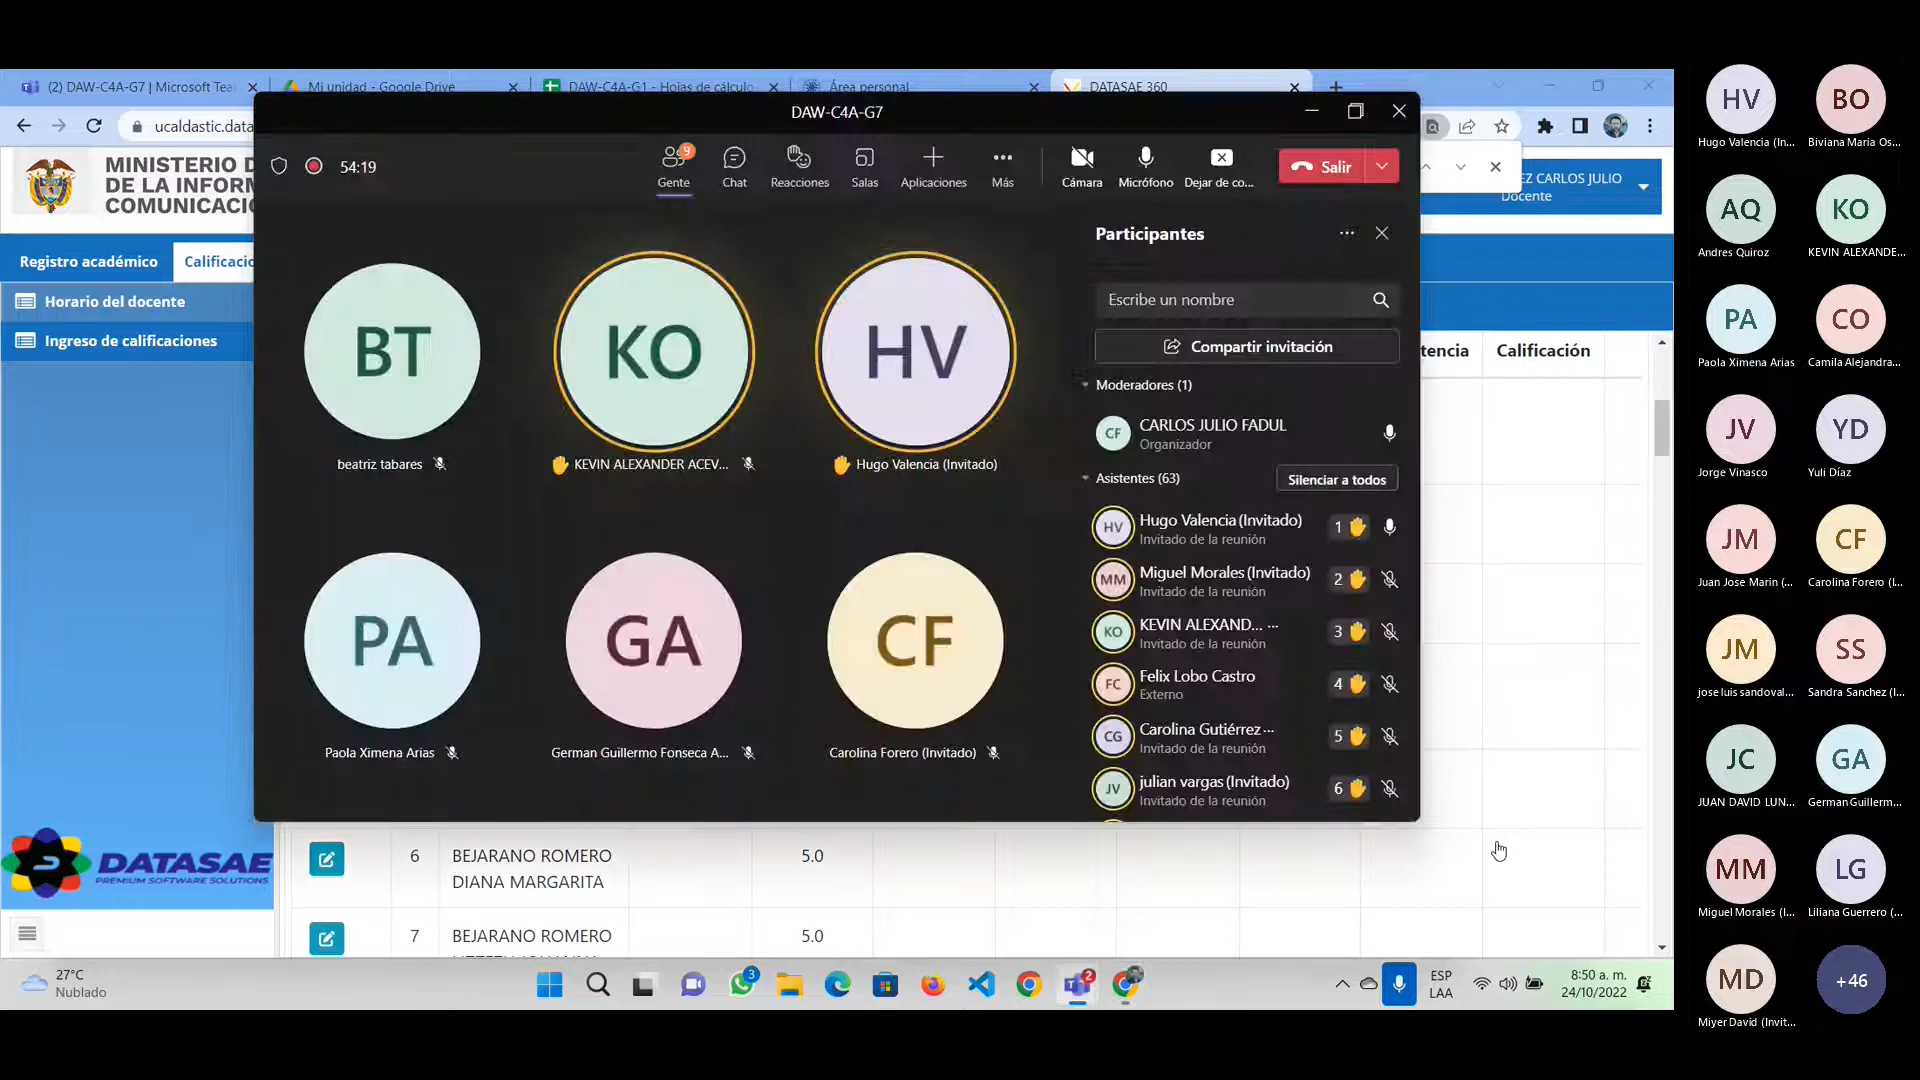 (2) DAW-C4A-G7 | Microsoft Tea
Mi unidad - Google Drive
DAW-C4A-G1 - Hojas de cálculo
Área personal
DATASAE 360
ucaldastic.data
MINISTERIO D
DE LA INFORM
COMUNICACIO
EZ CARLOS JULIO
Docente
Registro académico
Calificacio
Horario del docente
Ingreso de calificaciones
tencia
Calificación
DAW-C4A-G7
54:19
9
Gente
Chat
Reacciones
Salas
Aplicaciones
Más
Cámara
Micrófono
Dejar de co...
Salir
BT
beatriz tabares
KO
KEVIN ALEXANDER ACEV...
HV
Hugo Valencia (Invitado)
PA
Paola Ximena Arias
GA
German Guillermo Fonseca A...
CF
Carolina Forero (Invitado)
Participantes
Escribe un nombre
Compartir invitación
Moderadores (1)
CF
CARLOS JULIO FADUL
Organizador
Asistentes (63)
Silenciar a todos
HV
Hugo Valencia (Invitado)
Invitado de la reunión
1
MM
Miguel Morales (Invitado)
Invitado de la reunión
2
KO
KEVIN ALEXAND... ...
Invitado de la reunión
3
FC
Felix Lobo Castro
Externo
4
CG
Carolina Gutiérrez ...
Invitado de la reunión
5
JV
julian vargas (Invitado)
Invitado de la reunión
6
DATASAE
PREMIUM SOFTWARE SOLUTIONS
6
BEJARANO ROMERO
DIANA MARGARITA
5.0
7
BEJARANO ROMERO
5.0
27°C
Nublado
3
2
ESP
LAA
8:50 a. m.
24/10/2022
HV
Hugo Valencia (In...
BO
Biviana Maria Os...
AQ
Andres Quiroz
KO
KEVIN ALEXANDE...
PA
Paola Ximena Arias
CO
Camila Alejandra...
JV
Jorge Vinasco
YD
Yuli Díaz
JM
Juan Jose Marin (...
CF
Carolina Forero (I...
JM
jose luis sandoval...
SS
Sandra Sanchez (I...
JC
JUAN DAVID LUN...
GA
German Guillerm...
MM
Miguel Morales (I...
LG
Liliana Guerrero (...
MD
Miyer David (Invit...
+46